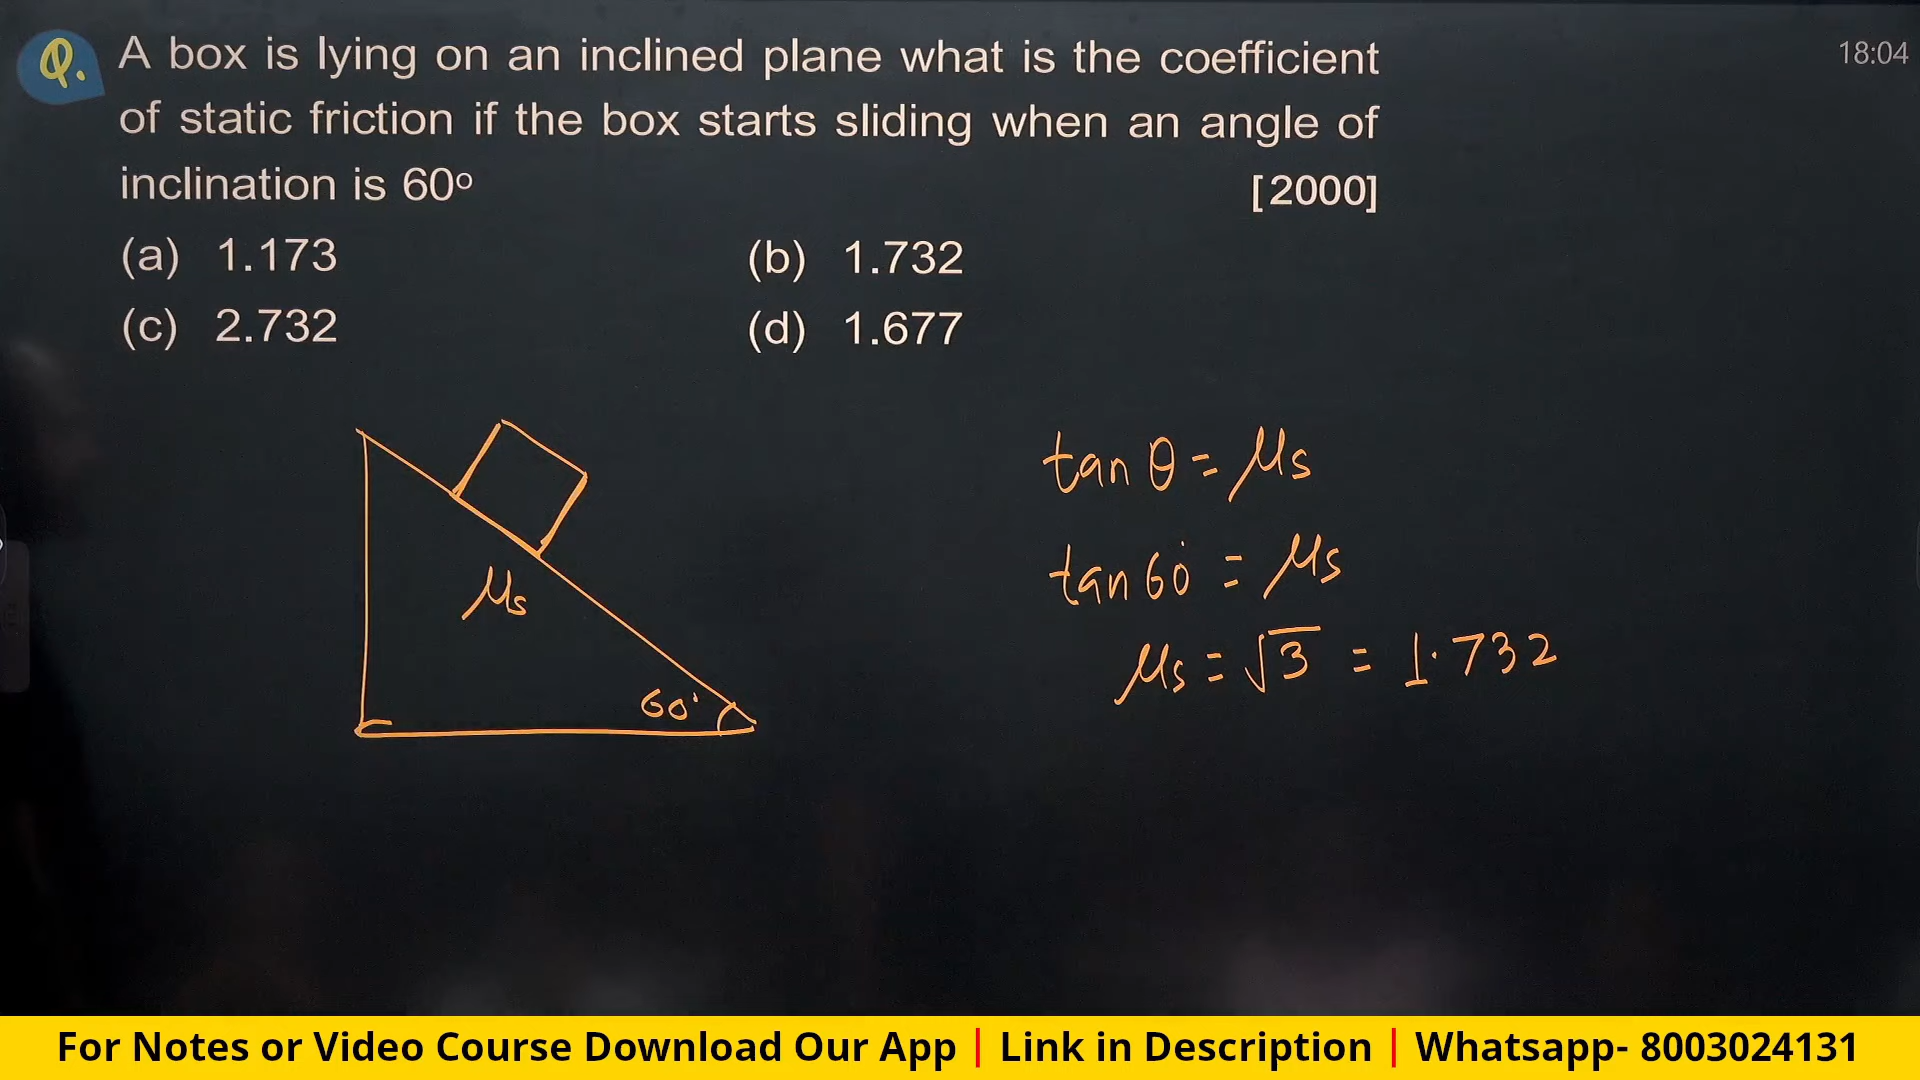 Q. A box is lying on an inclined plane what is the coefficient
of static friction if the box starts sliding when an angle of
inclination is 60° [2000]
(a) 1.173 (b) 1.732
(c) 2.732 (d) 1.677
18:04
μs
60°
tan θ = μs
tan 60° = μs
μs = √3 = 1.732
For Notes or Video Course Download Our App | Link in Description | Whatsapp- 8003024131